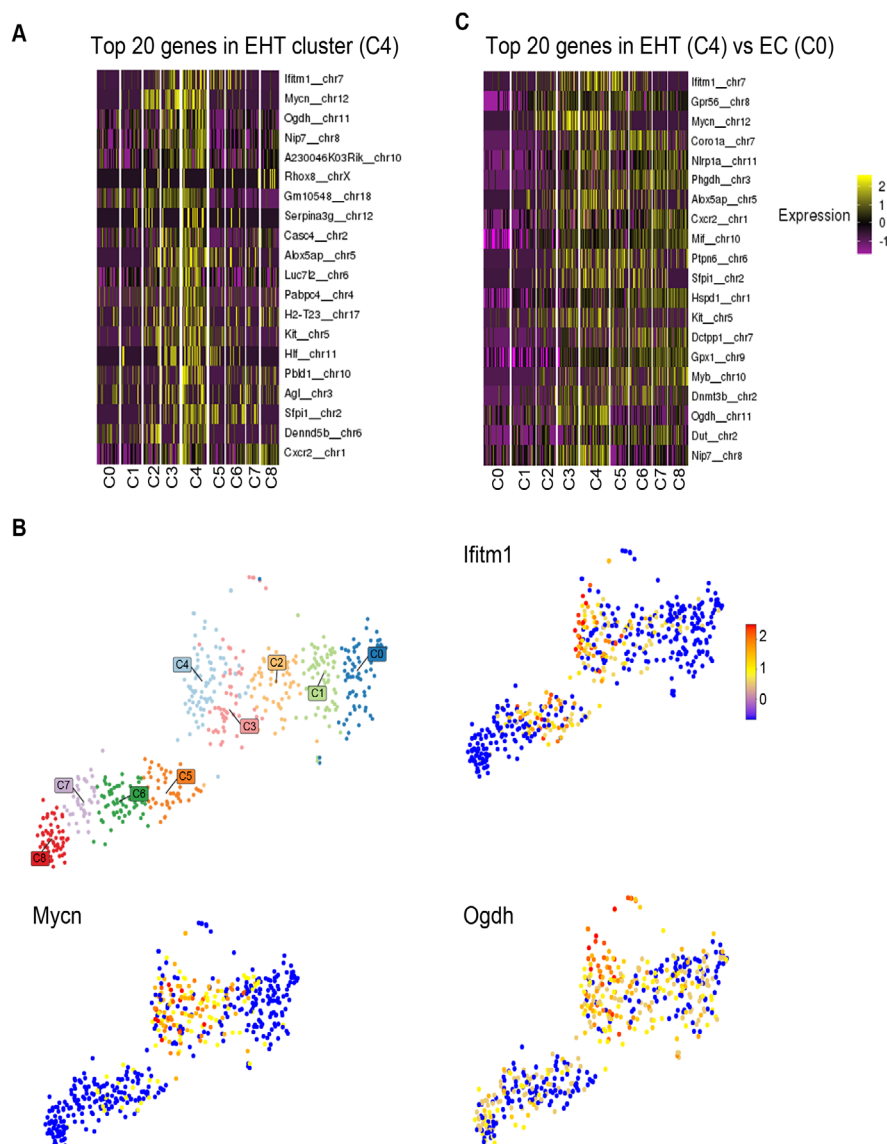 A
Top 20 genes in EHT cluster (C4)
Ifitm1__chr7
Mycn__chr12
Ogdh__chr11
Nip7__chr8
A230046K03Rik__chr10
Rhox8__chrX
Gm10548__chr18
Serpina3g__chr12
Casc4__chr2
Alox5ap__chr5
Luc7l2__chr6
Pabpc4__chr4
H2-T23__chr17
Kit__chr5
Hlf__chr11
Pbld1__chr10
Agl__chr3
Sfpi1__chr2
Dennd5b__chr6
Cxcr2__chr1
C0 C1 C2 C3 C4 C5 C6 C7 C8
C
Top 20 genes in EHT (C4) vs EC (C0)
Ifitm1__chr7
Gpr56__chr8
Mycn__chr12
Coro1a__chr7
Nlrp1a__chr11
Phgdh__chr3
Alox5ap__chr5
Cxcr2__chr1
Mif__chr10
Ptpn6__chr6
Sfpi1__chr2
Hspd1__chr1
Kit__chr5
Dctpp1__chr7
Gpx1__chr9
Myb__chr10
Dnmt3b__chr2
Ogdh__chr11
Dut__chr2
Nip7__chr8
C0 C1 C2 C3 C4 C5 C6 C7 C8
Expression
2
1
0
-1
B
C4
C2
C0
C1
C3
C7
C6
C5
C8
Ifitm1
2
1
0
Mycn
Ogdh